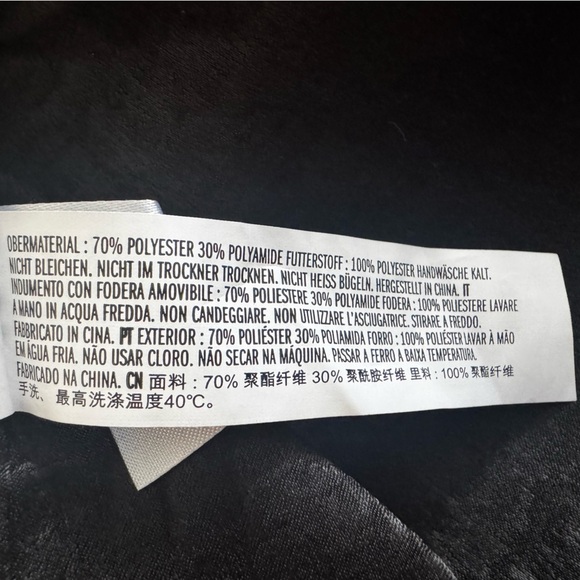 OBERMATERIAL : 70% POLYESTER 30% POLYAMIDE FUTTERSTOFF : 100% POLYESTER HANDWÄSCHE KALT.
NICHT BLEICHEN. NICHT IM TROCKNER TROCKNEN. NICHT HEISS BÜGELN. HERGESTELLT IN CHINA. IT
INDUMENTO CON FODERA AMOVIBILE : 70% POLIESTERE 30% POLYAMIDE FODERA : 100% POLIESTERE LAVARE
A MANO IN ACQUA FREDDA. NON CANDEGGIARE. NON UTILIZZARE L'ASCIUGATRICE. STIRARE A FREDDO.
FABBRICATO IN CINA. PT EXTERIOR : 70% POLIÉSTER 30% POLIAMIDA FORRO : 100% POLIÉSTER LAVAR À MÃO
EM ÁGUA FRIA. NÃO USAR CLORO. NÃO SECAR NA MÁQUINA. PASSAR A FERRO A BAIXA TEMPERATURA.
FABRICADO NA CHINA. CN 面料 : 70% 聚酯纤维 30% 聚酰胺纤维 里料 : 100% 聚酯纤维
手洗、最高洗涤温度40℃。